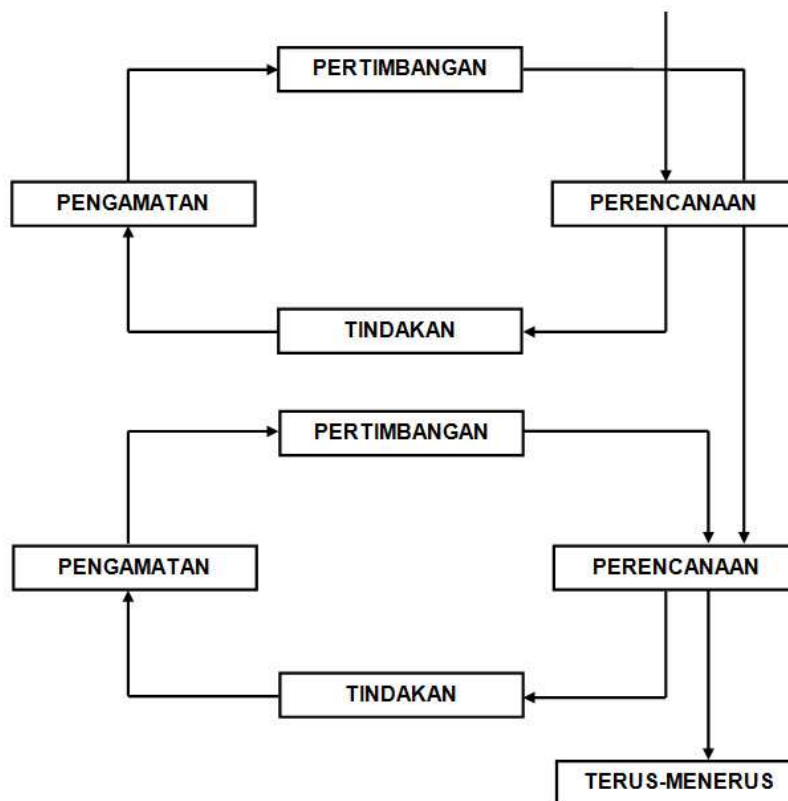 PERTIMBANGAN
PENGAMATAN
PERENCANAAN
TINDAKAN
PERTIMBANGAN
PENGAMATAN
PERENCANAAN
TINDAKAN
TERUS-MENERUS